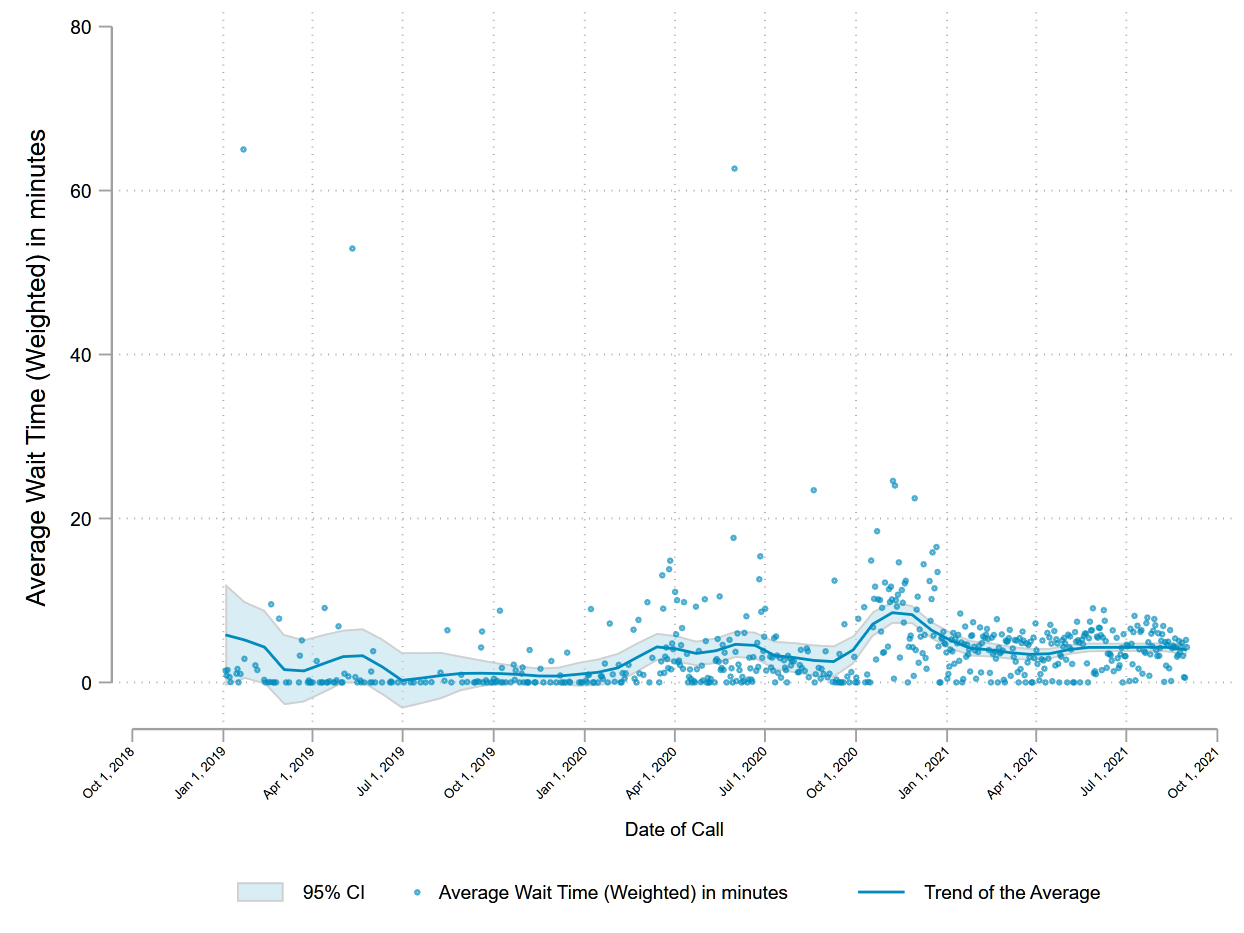 80
60
40
20
0
Average Wait Time (Weighted) in minutes
Oct 1, 2018
Jan 1, 2019
Apr 1, 2019
Jul 1, 2019
Oct 1, 2019
Jan 1, 2020
Apr 1, 2020
Jul 1, 2020
Oct 1, 2020
Jan 1, 2021
Apr 1, 2021
Jul 1, 2021
Oct 1, 2021
Date of Call
95% CI
Average Wait Time (Weighted) in minutes
Trend of the Average